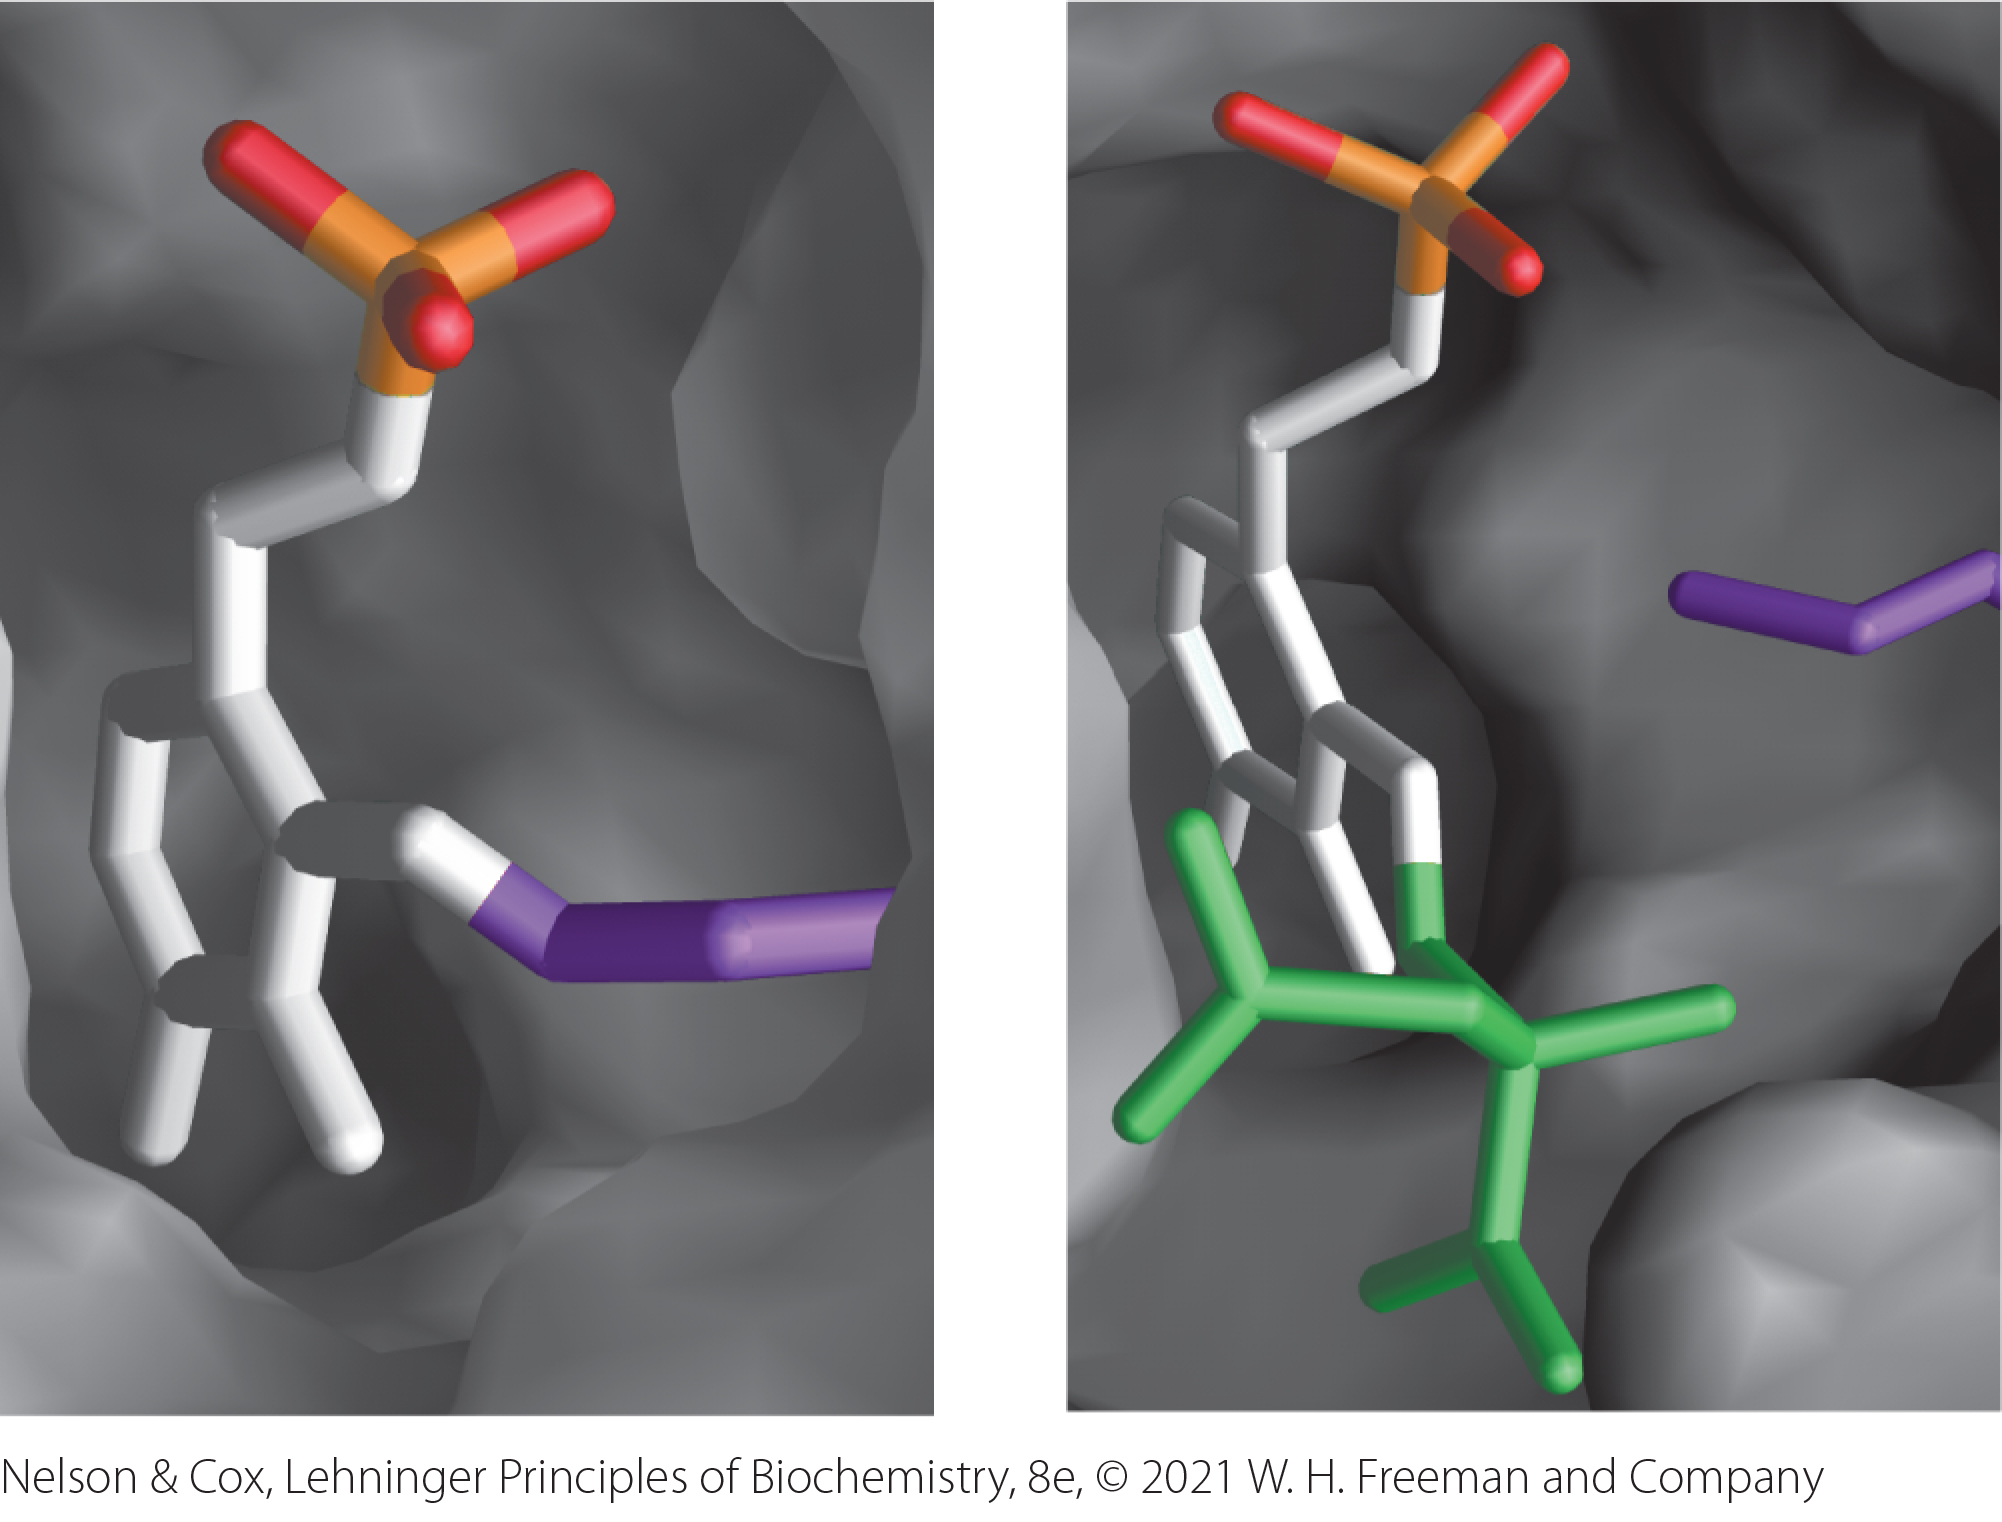 Nelson & Cox, Lehninger Principles of Biochemistry, 8e, © 2021 W. H. Freeman and Company